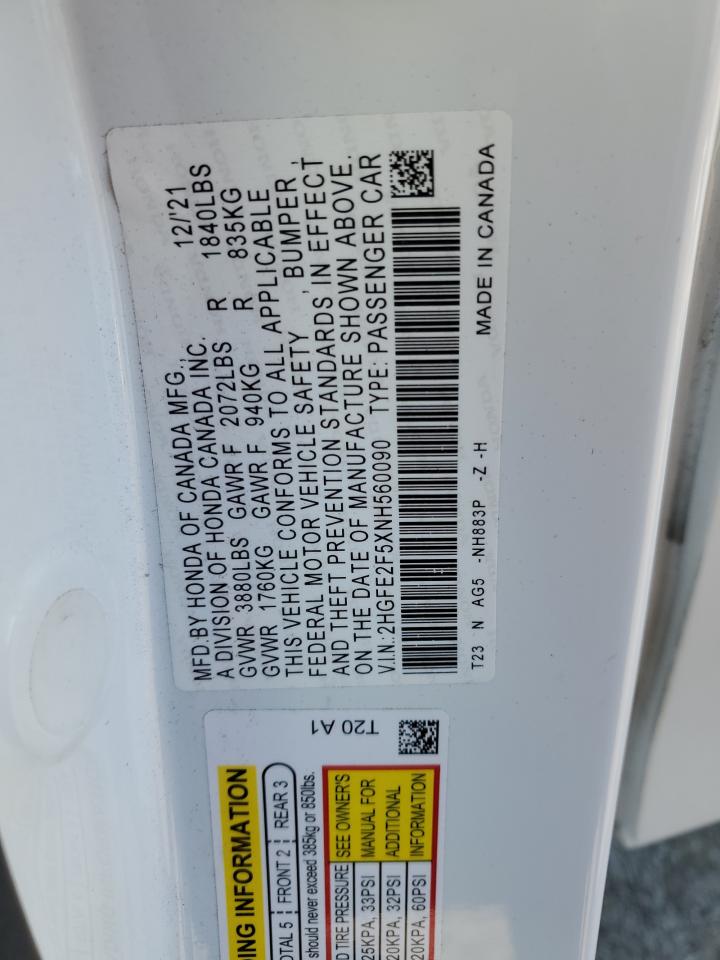 MFD.BY HONDA OF CANADA MFG., 12/'21
A DIVISION OF HONDA CANADA INC.
GVWR 3880LBS GAWR F 2072LBS R 1840LBS
GVWR 1760KG GAWR F 940KG R 835KG
THIS VEHICLE CONFORMS TO ALL APPLICABLE
FEDERAL MOTOR VEHICLE SAFETY , BUMPER ,
AND THEFT PREVENTION STANDARDS IN EFFECT
ON THE DATE OF MANUFACTURE SHOWN ABOVE.
V.I.N.:2HGFE2F5XNH560090 TYPE: PASSENGER CAR
T23 N AG5 -NH883P -Z -H MADE IN CANADA
T20 A1
INFORMATION
5 FRONT 2 REAR 3
should never exceed 385kg or 850lbs.
TIRE PRESSURE SEE OWNER'S
33PSI MANUAL FOR
32PSI ADDITIONAL
60PSI INFORMATION